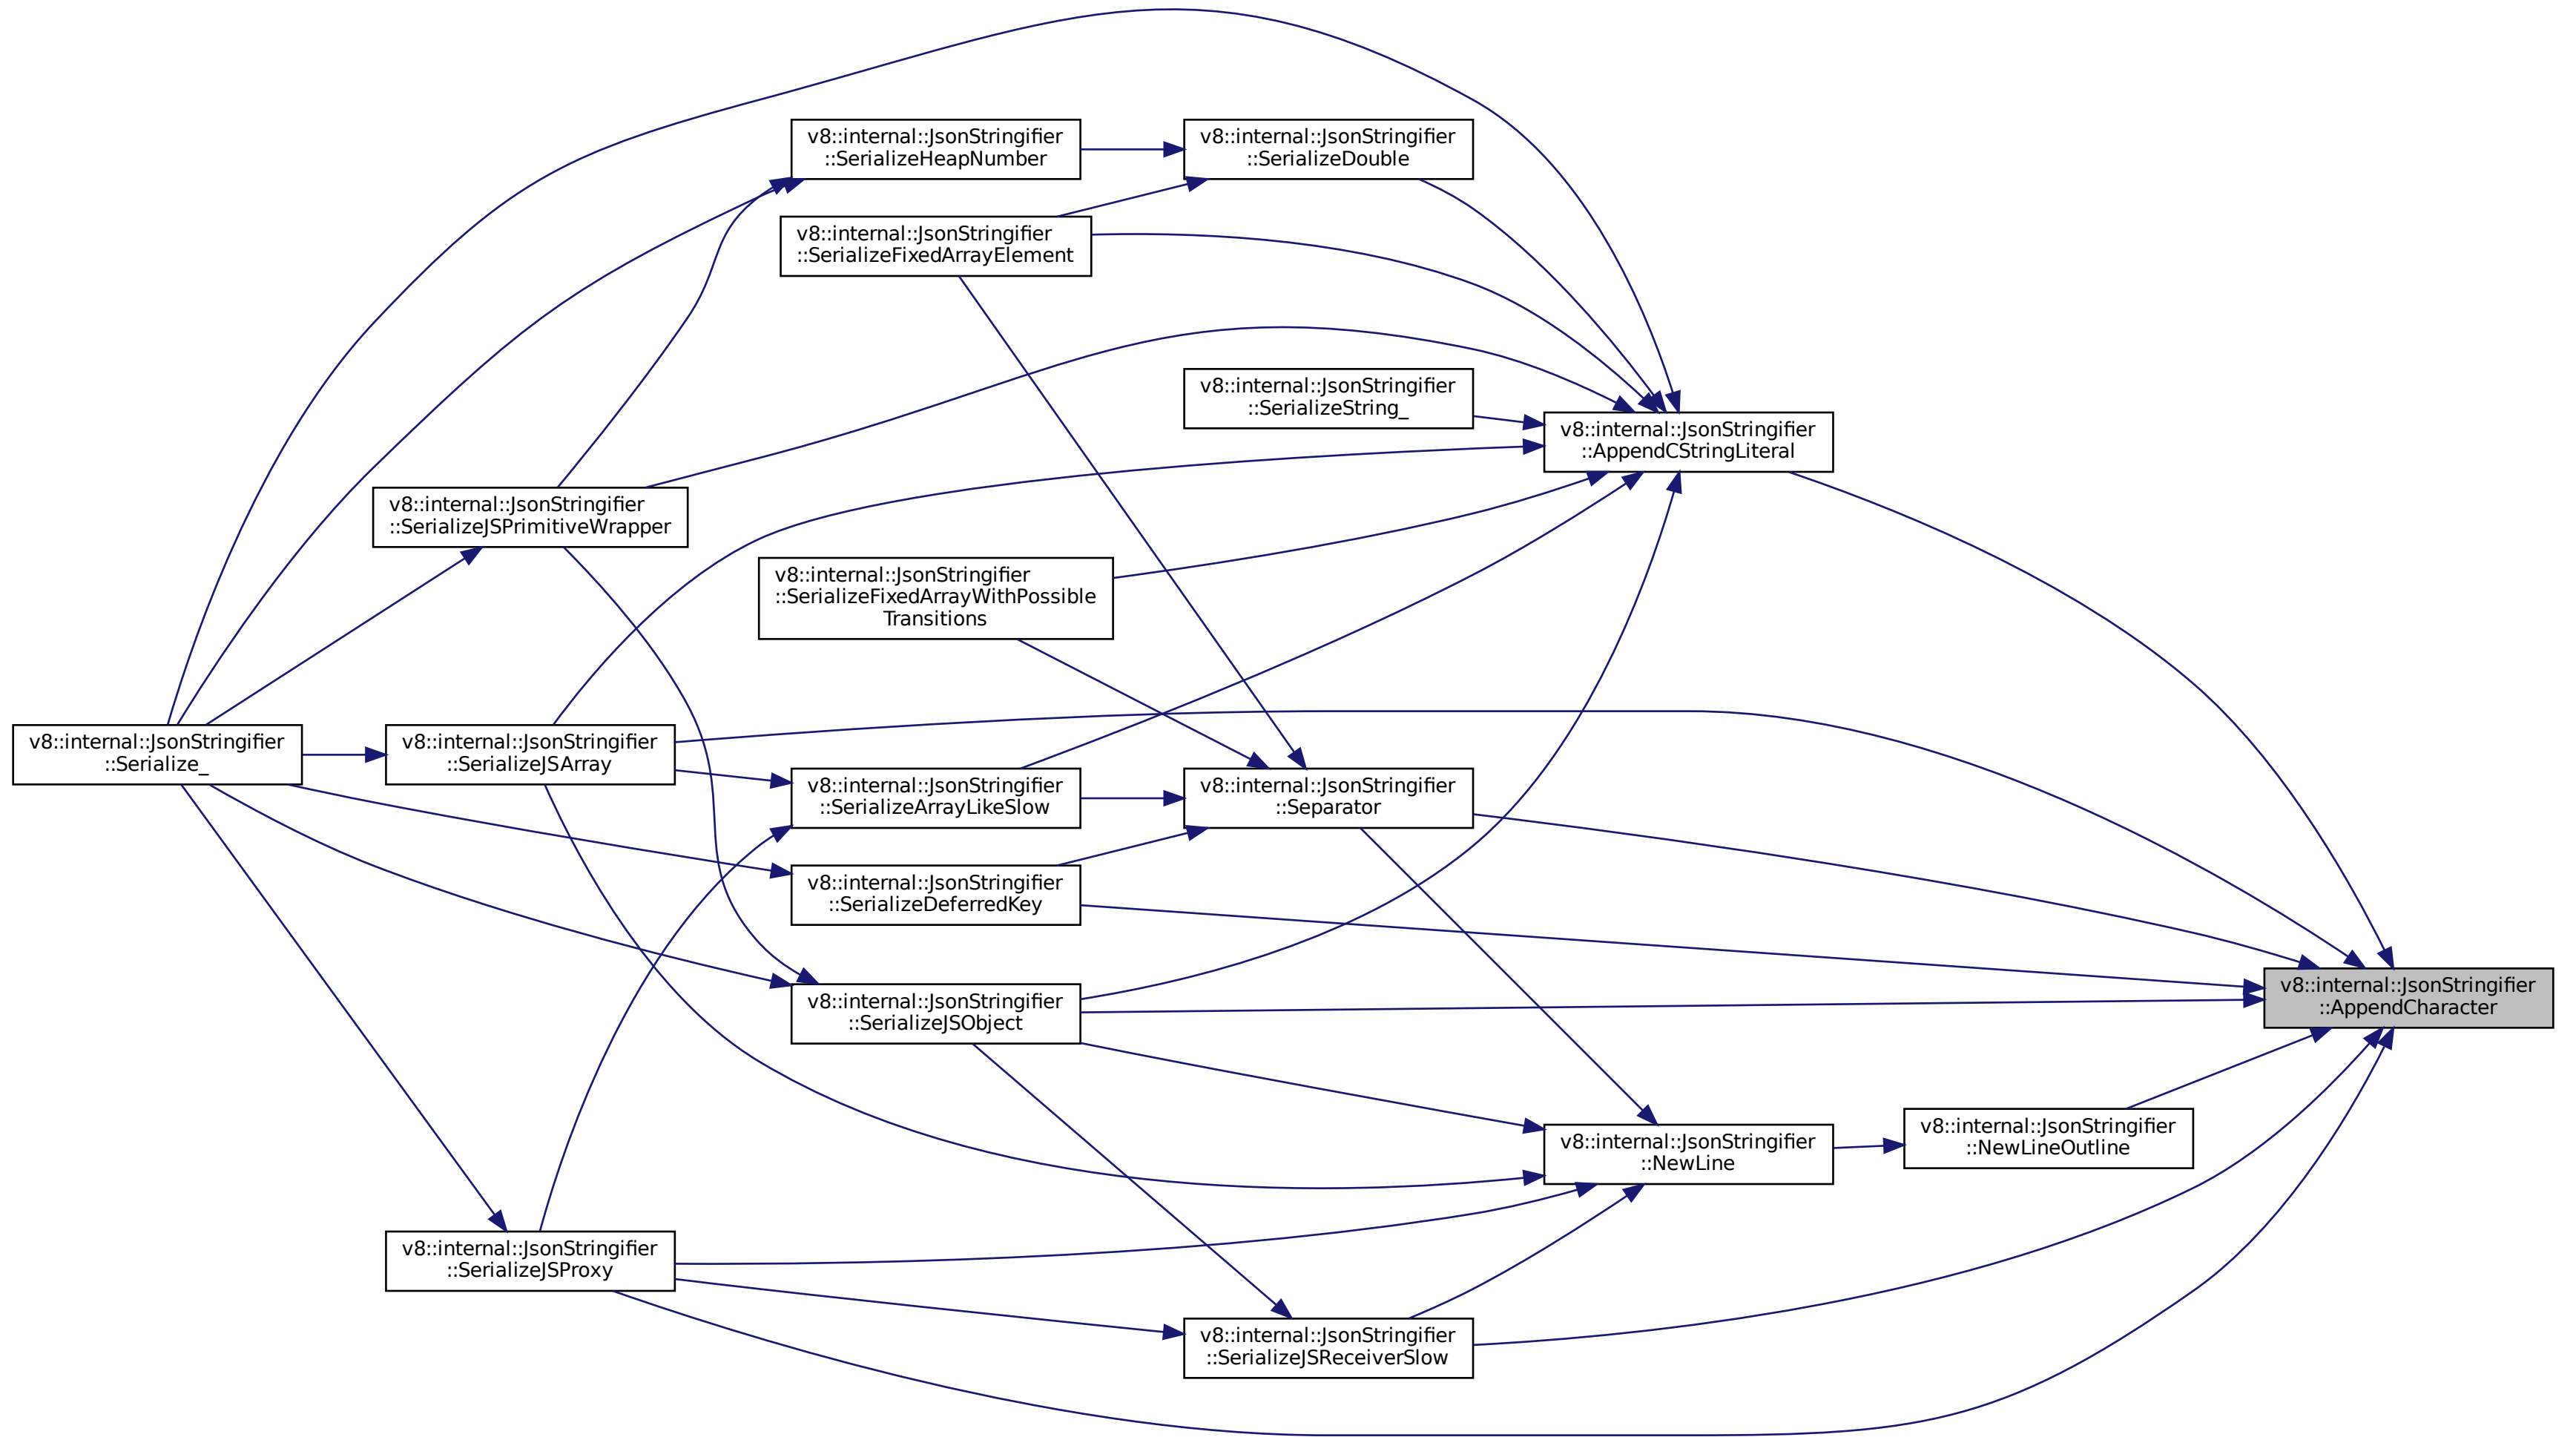 v8::internal::JsonStringifier
::SerializeHeapNumber
v8::internal::JsonStringifier
::SerializeDouble
v8::internal::JsonStringifier
::SerializeFixedArrayElement
v8::internal::JsonStringifier
::SerializeString_
v8::internal::JsonStringifier
::AppendCStringLiteral
v8::internal::JsonStringifier
::SerializeJSPrimitiveWrapper
v8::internal::JsonStringifier
::SerializeFixedArrayWithPossible
Transitions
v8::internal::JsonStringifier
::Serialize_
v8::internal::JsonStringifier
::SerializeJSArray
v8::internal::JsonStringifier
::SerializeArrayLikeSlow
v8::internal::JsonStringifier
::Separator
v8::internal::JsonStringifier
::SerializeDeferredKey
v8::internal::JsonStringifier
::SerializeJSObject
v8::internal::JsonStringifier
::AppendCharacter
v8::internal::JsonStringifier
::NewLine
v8::internal::JsonStringifier
::NewLineOutline
v8::internal::JsonStringifier
::SerializeJSProxy
v8::internal::JsonStringifier
::SerializeJSReceiverSlow